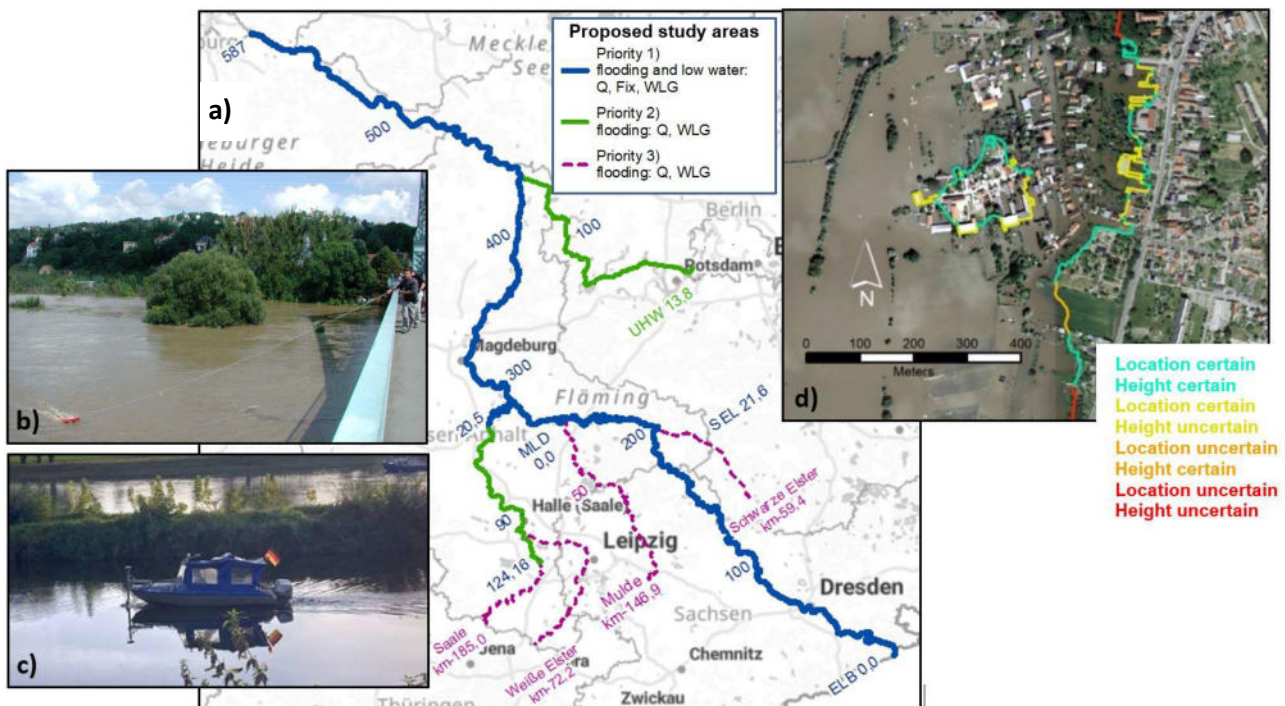 a)
Proposed study areas
Priority 1)
flooding and low water:
Q, Fix, WLG
Priority 2)
flooding: Q, WLG
Priority 3)
flooding: Q, WLG
587
500
400
300
200
100
ELB 0,0
100
UHW 13,8
Berlin
Potsdam
Magdeburg
Fläming
20,5
MLD
0,0
SEL 21,6
Schwarze Elster
km-59,4
50
Halle (Saale)
90
Leipzig
124,16
Mulde
km-146,9
Dresden
Sachsen
Saale
km-185,0
Weiße Elster
km-72,2
Chemnitz
Zwickau
Thüringen
Heide
b)
c)
N
0 100 200 300 400
Meters
d)
Location certain
Height certain
Location certain
Height uncertain
Location uncertain
Height certain
Location uncertain
Height uncertain